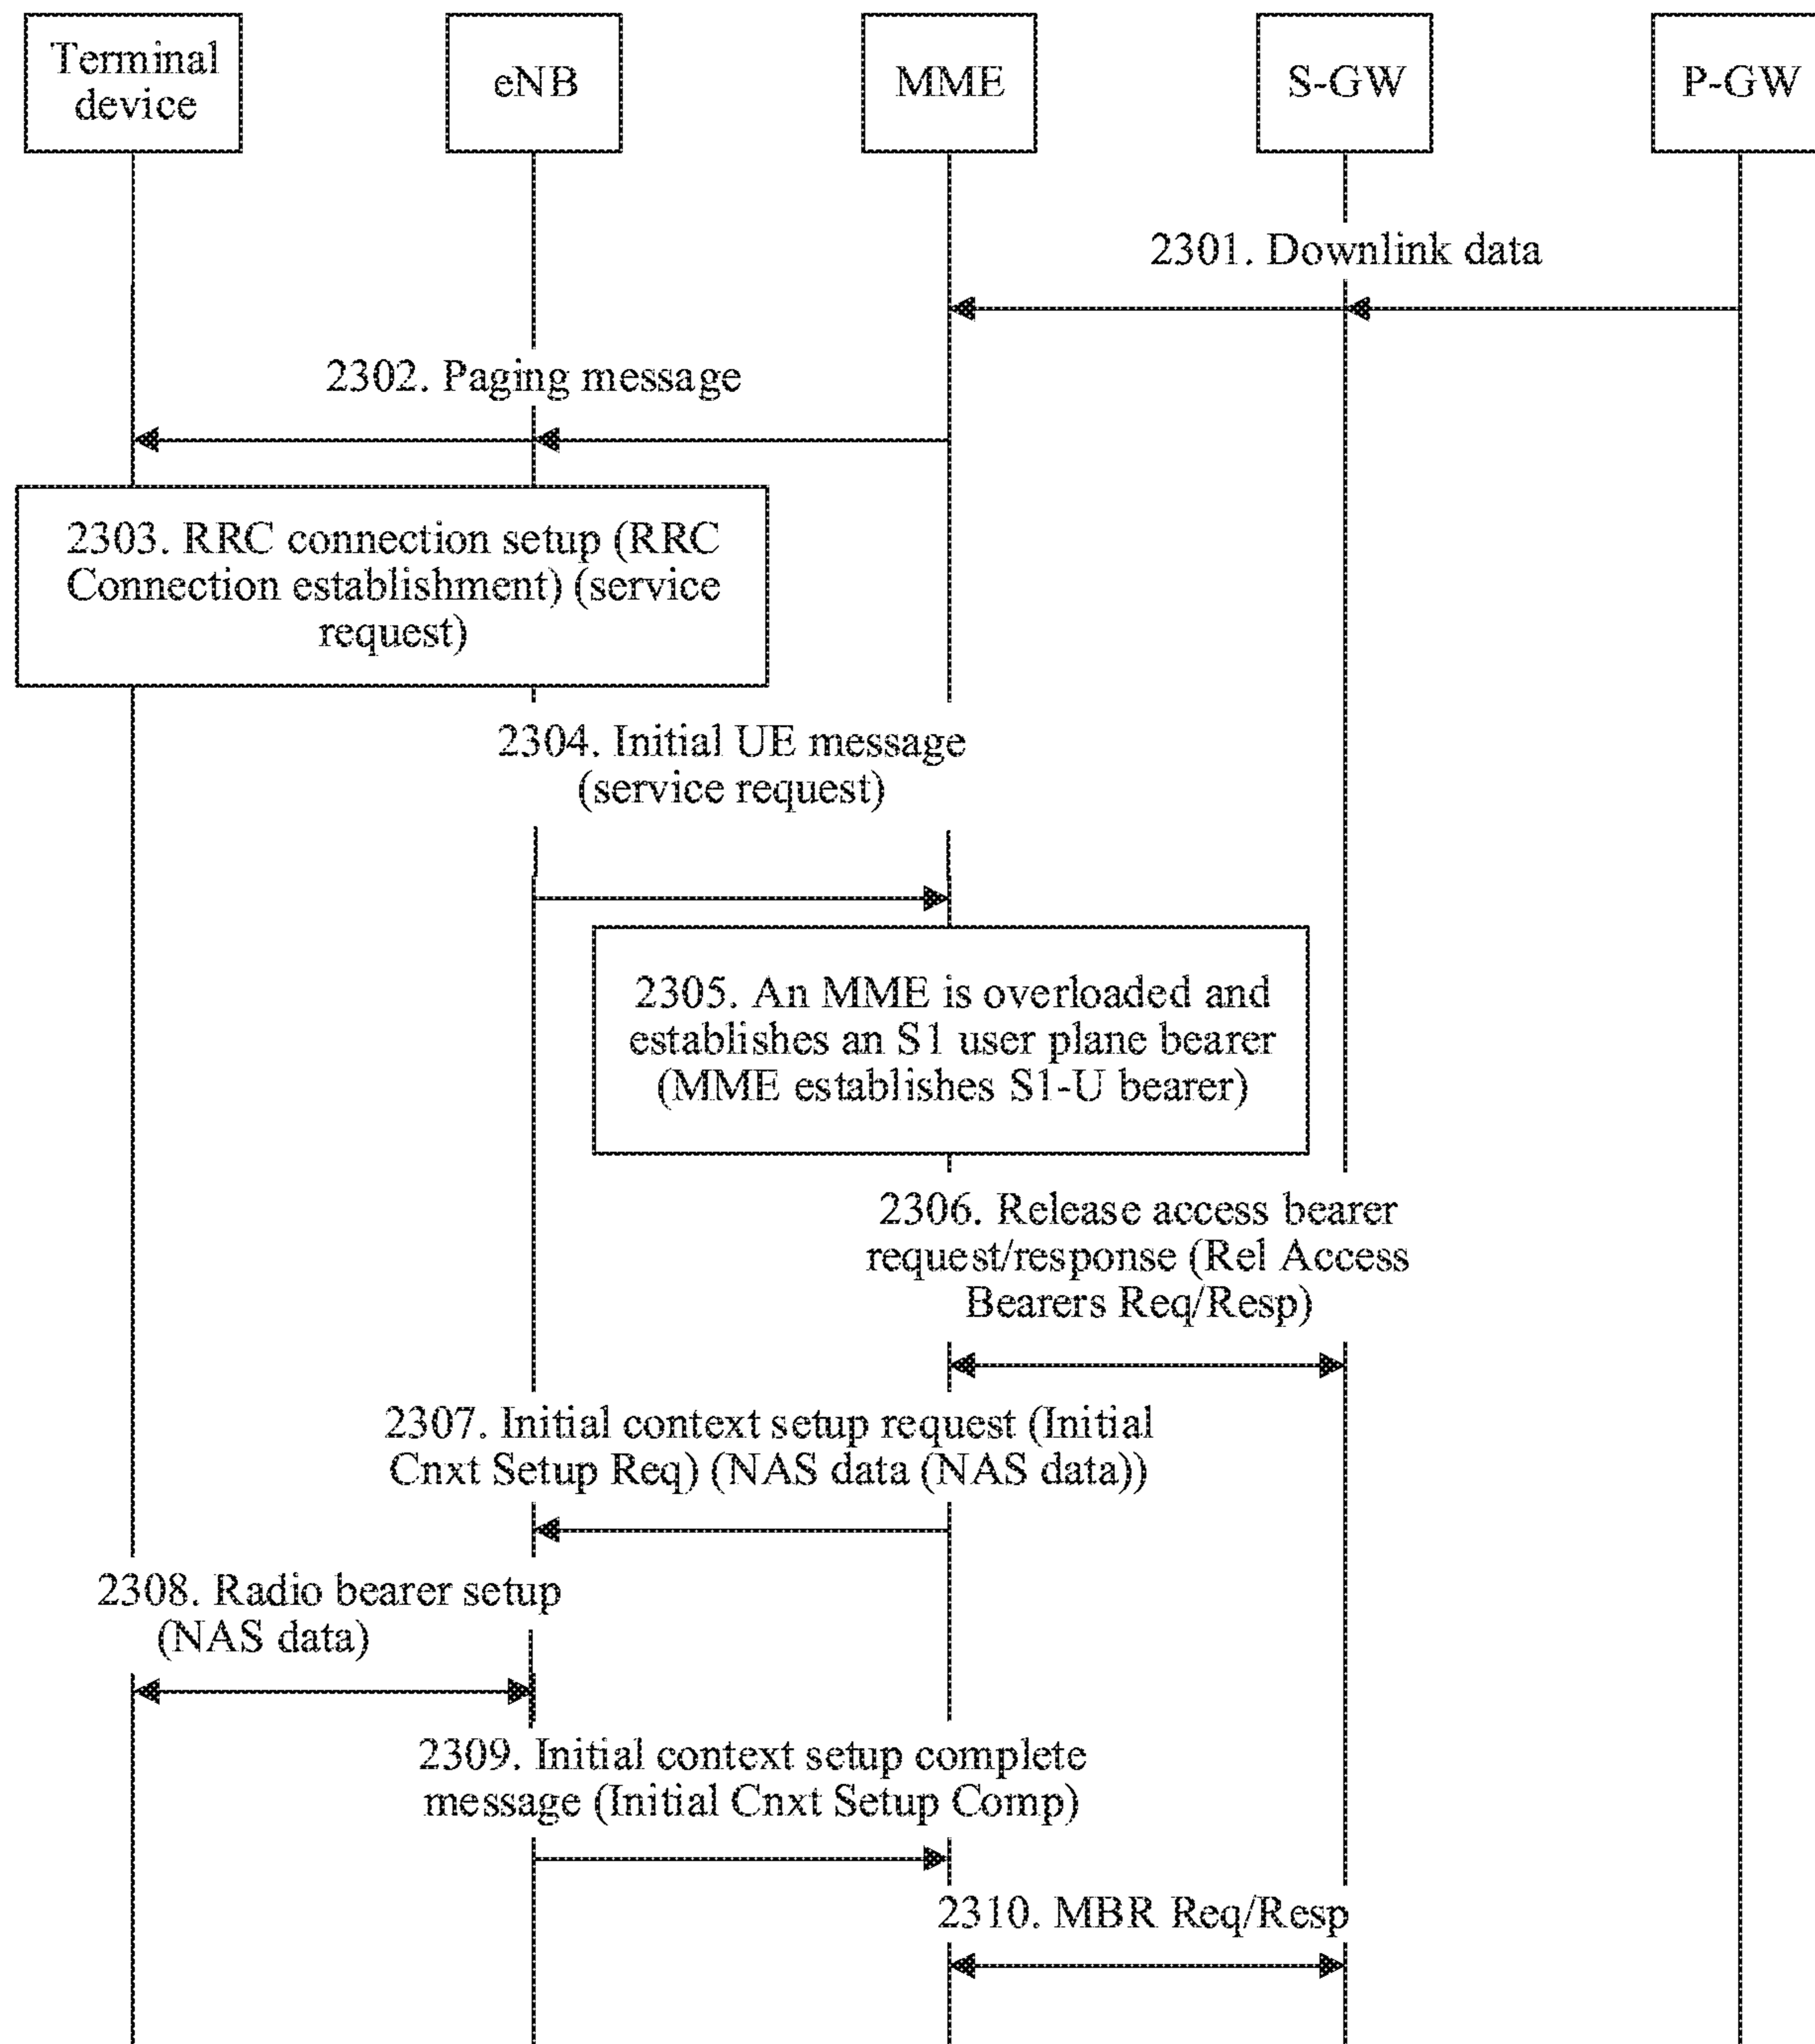 Terminal
device
eNB
MME
S-GW
P-GW
2301. Downlink data
2302. Paging message
2303. RRC connection setup (RRC
Connection establishment) (service
request)
2304. Initial UE message
(service request)
2305. An MME is overloaded and
establishes an S1 user plane bearer
(MME establishes S1-U bearer)
2306. Release access bearer
request/response (Rel Access
Bearers Req/Resp)
2307. Initial context setup request (Initial
Cnxt Setup Req) (NAS data (NAS data))
2308. Radio bearer setup
(NAS data)
2309. Initial context setup complete
message (Initial Cnxt Setup Comp)
2310. MBR Req/Resp